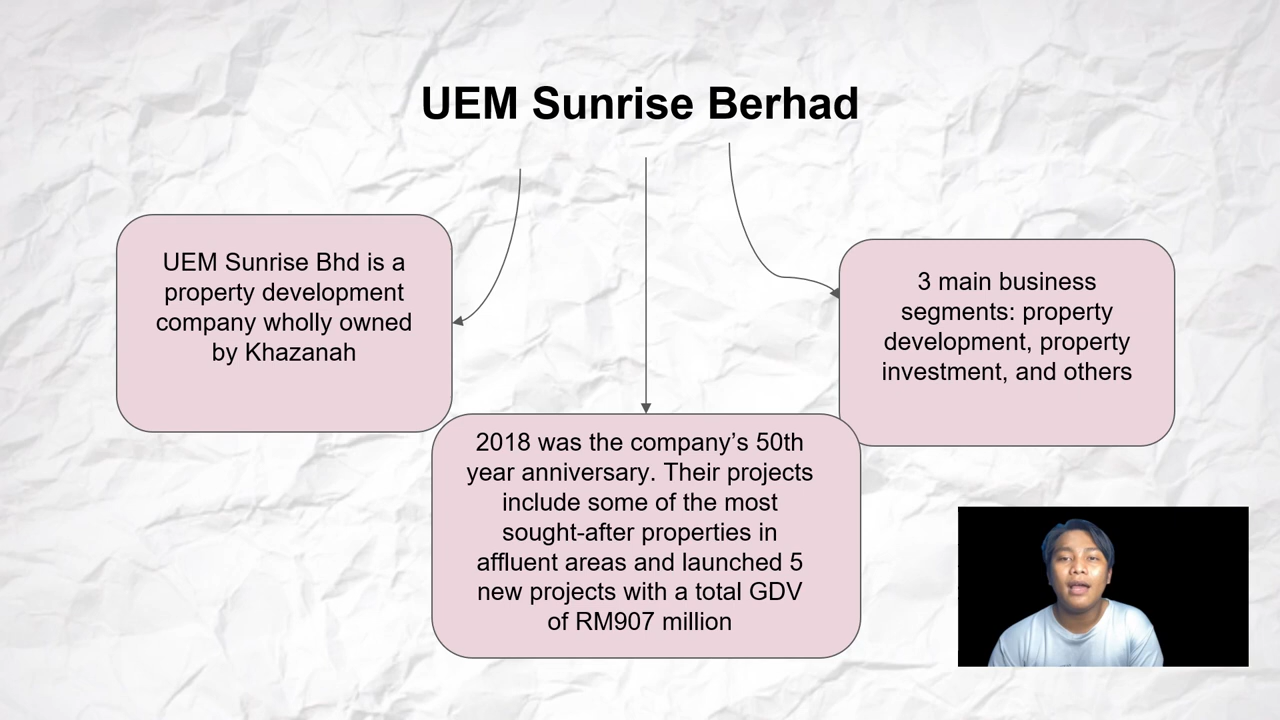 UEM Sunrise Berhad
UEM Sunrise Bhd is a
property development
company wholly owned
by Khazanah
2018 was the company’s 50th
year anniversary. Their projects
include some of the most
sought-after properties in
affluent areas and launched 5
new projects with a total GDV
of RM907 million
3 main business
segments: property
development, property
investment, and others